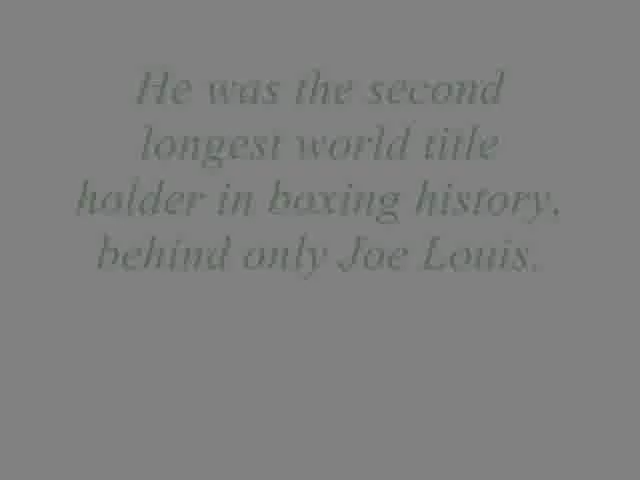 He was the second
longest world title
holder in boxing history,
behind only Joe Louis.